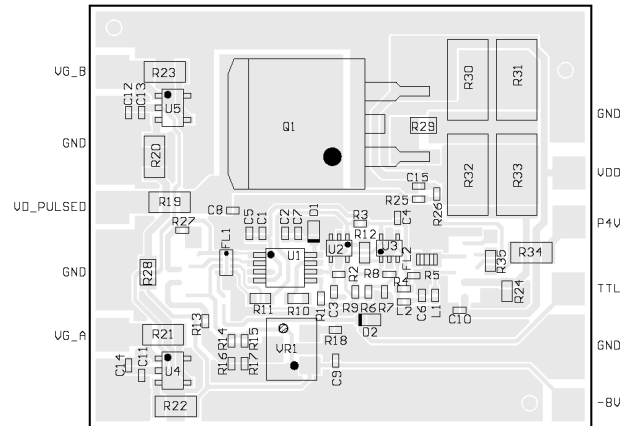 VG_B
GND
VD_PULSED
GND
VG_A
GND
VDD
P4V
TTL
GND
-8V
R23
C12
C13
U5
R20
R19
R27
C8
FL1
R28
C5
C1
C2
C7
D1
U1
R11
R10
R1
Q1
R29
R30
R31
R32
R33
C15
R25
R26
R3
C4
R12
U2
U3
FL2
R2
R8
R5
R4
C3
R9
R6
R7
L2
C6
L1
C10
R35
R34
R24
D2
R18
C9
VR1
R13
R14
R15
R16
R17
R21
C14
C11
U4
R22